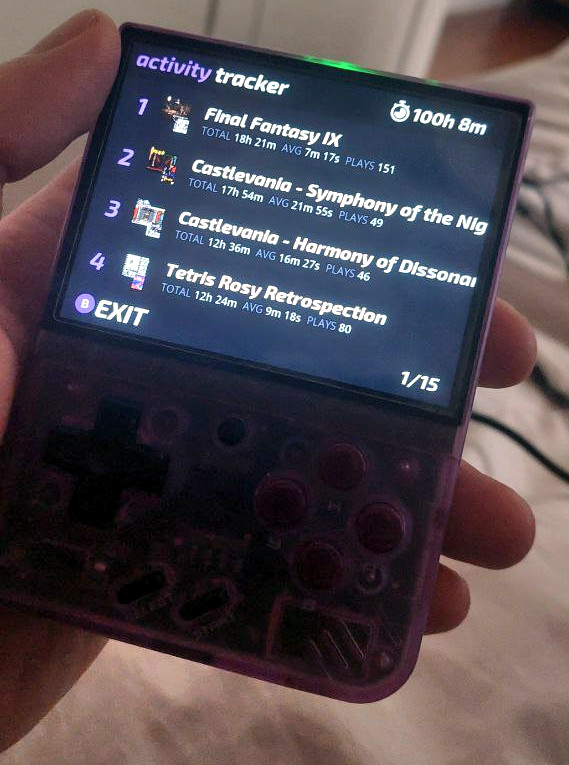 activity tracker
100h 8m
1
Final Fantasy IX
TOTAL 18h 21m AVG 7m 17s PLAYS 151
2
Castlevania - Symphony of the Nig
TOTAL 17h 54m AVG 21m 55s PLAYS 49
3
Castlevania - Harmony of Dissonan
TOTAL 12h 36m AVG 16m 27s PLAYS 46
4
Tetris Rosy Retrospection
TOTAL 12h 24m AVG 9m 18s PLAYS 80
B EXIT
1/15